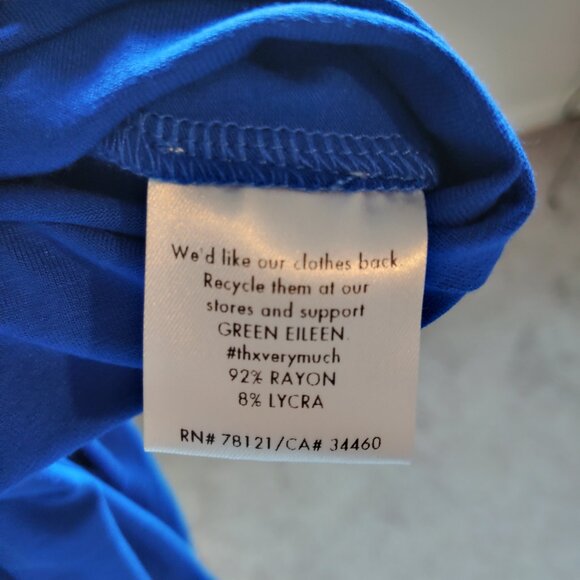 We'd like our clothes back.
Recycle them at our
stores and support
GREEN EILEEN.
#thxverymuch
92% RAYON
8% LYCRA
RN# 78121/CA# 34460